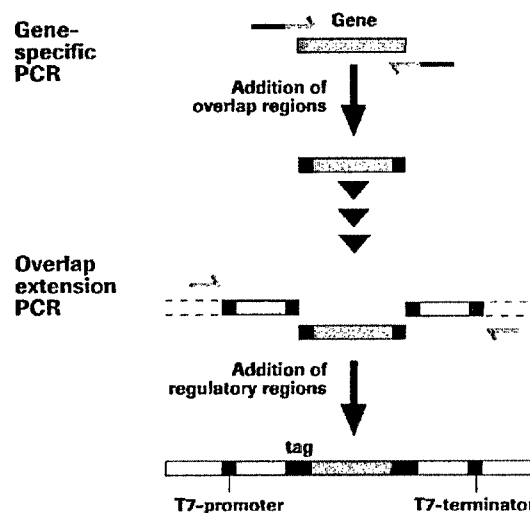 Gene-
specific
PCR
Gene
Addition of
overlap regions
Overlap
extension
PCR
Addition of
regulatory regions
tag
T7-promoter
T7-terminator